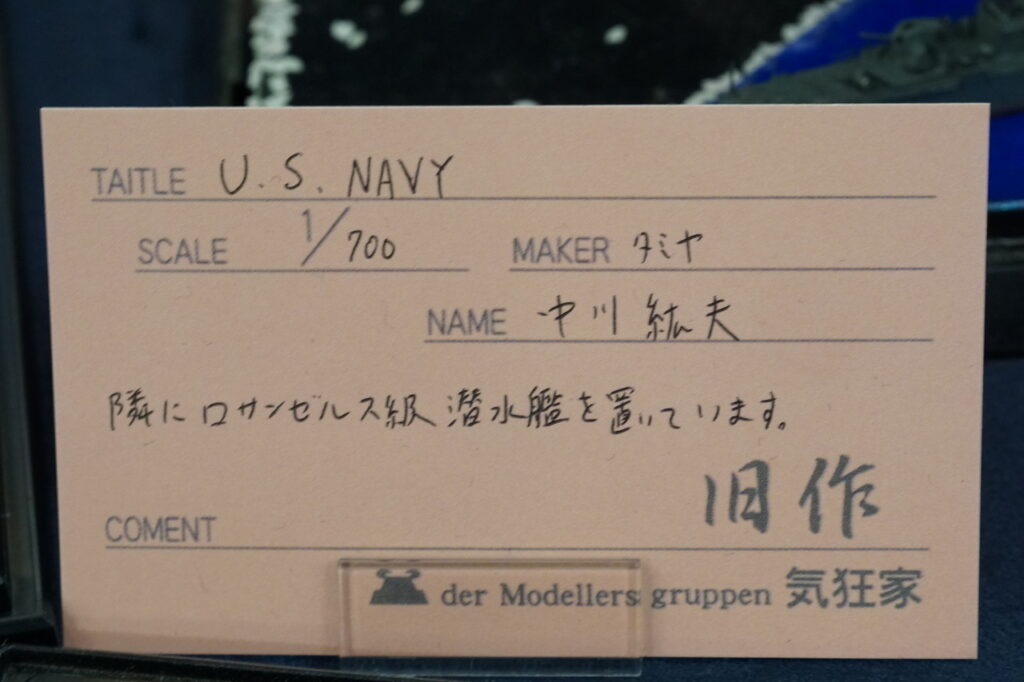 TAITLE U.S. NAVY
SCALE 1/700 MAKER タミヤ
NAME 中川 紘夫
隣にロサンゼルス級潜水艦を置いています。
旧作
COMENT
der Modellers gruppen 気狂家